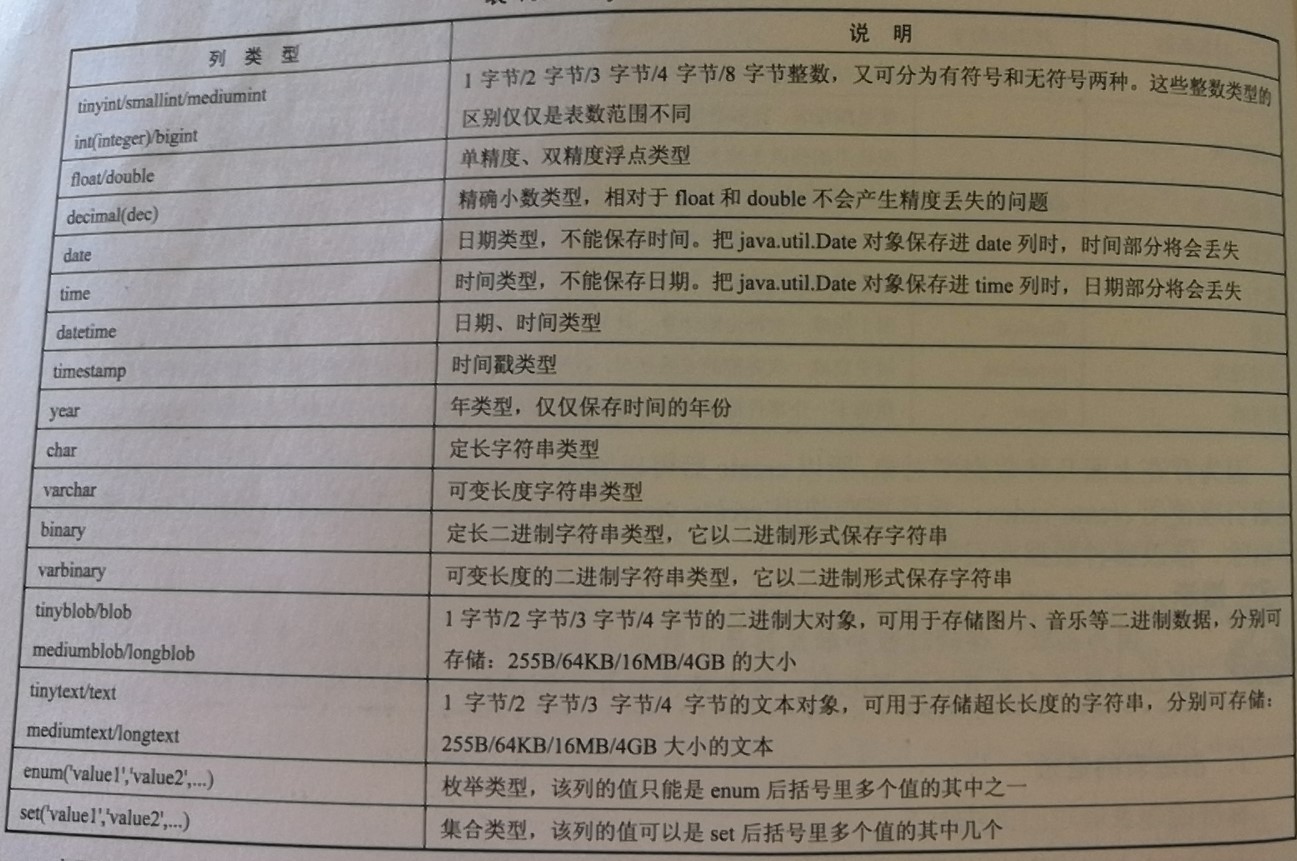 列 类 型
说 明
tinyint/smallint/mediumint
int(integer)/bigint
1 字节/2 字节/3 字节/4 字节/8 字节整数，又可分为有符号和无符号两种。这些整数类型的
区别仅仅是表数范围不同
float/double
单精度、双精度浮点类型
decimal(dec)
精确小数类型，相对于 float 和 double 不会产生精度丢失的问题
date
日期类型，不能保存时间。把 java.util.Date 对象保存进 date 列时，时间部分将会丢失
time
时间类型，不能保存日期。把 java.util.Date 对象保存进 time 列时，日期部分将会丢失
datetime
日期、时间类型
timestamp
时间戳类型
year
年类型，仅仅保存时间的年份
char
定长字符串类型
varchar
可变长度字符串类型
binary
定长二进制字符串类型，它以二进制形式保存字符串
varbinary
可变长度的二进制字符串类型，它以二进制形式保存字符串
tinyblob/blob
mediumblob/longblob
1 字节/2 字节/3 字节/4 字节的二进制大对象，可用于存储图片、音乐等二进制数据，分别可
存储：255B/64KB/16MB/4GB 的大小
tinytext/text
mediumtext/longtext
1 字节/2 字节/3 字节/4 字节的文本对象，可用于存储超长长度的字符串，分别可存储：
255B/64KB/16MB/4GB 大小的文本
enum('value1','value2',...)
枚举类型，该列的值只能是 enum 后括号里多个值的其中之一
set('value1','value2',...)
集合类型，该列的值可以是 set 后括号里多个值的其中几个